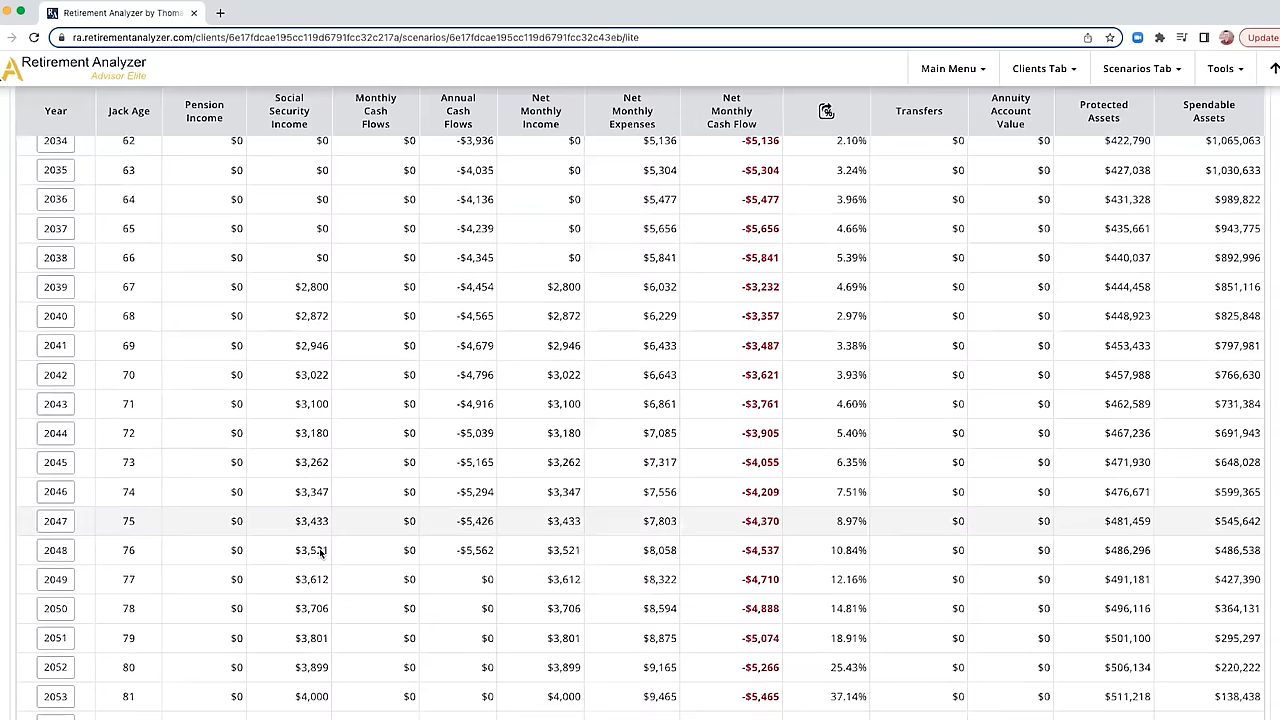 Retirement Analyzer by Thoma
ra.retirementanalyzer.com/clients/6e17fdcae195cc119d6791fcc32c217a/scenarios/6e17fdcae195cc119d6791fcc32c43eb/lite
Update
Retirement Analyzer
Advisor Elite
Main Menu Clients Tab Scenarios Tab Tools
Year Jack Age Pension Income Social Security Income Monthly Cash Flows Annual Cash Flows Net Monthly Income Net Monthly Expenses Net Monthly Cash Flow % Transfers Annuity Account Value Protected Assets Spendable Assets
2034 62 $0 $0 $0 -$3,936 $0 $5,136 -$5,136 2.10% $0 $0 $422,790 $1,065,063
2035 63 $0 $0 $0 -$4,035 $0 $5,304 -$5,304 3.24% $0 $0 $427,038 $1,030,633
2036 64 $0 $0 $0 -$4,136 $0 $5,477 -$5,477 3.96% $0 $0 $431,328 $989,822
2037 65 $0 $0 $0 -$4,239 $0 $5,656 -$5,656 4.66% $0 $0 $435,661 $943,775
2038 66 $0 $0 $0 -$4,345 $0 $5,841 -$5,841 5.39% $0 $0 $440,037 $892,996
2039 67 $0 $2,800 $0 -$4,454 $2,800 $6,032 -$3,232 4.69% $0 $0 $444,458 $851,116
2040 68 $0 $2,872 $0 -$4,565 $2,872 $6,229 -$3,357 2.97% $0 $0 $448,923 $825,848
2041 69 $0 $2,946 $0 -$4,679 $2,946 $6,433 -$3,487 3.38% $0 $0 $453,433 $797,981
2042 70 $0 $3,022 $0 -$4,796 $3,022 $6,643 -$3,621 3.93% $0 $0 $457,988 $766,630
2043 71 $0 $3,100 $0 -$4,916 $3,100 $6,861 -$3,761 4.60% $0 $0 $462,589 $731,384
2044 72 $0 $3,180 $0 -$5,039 $3,180 $7,085 -$3,905 5.40% $0 $0 $467,236 $691,943
2045 73 $0 $3,262 $0 -$5,165 $3,262 $7,317 -$4,055 6.35% $0 $0 $471,930 $648,028
2046 74 $0 $3,347 $0 -$5,294 $3,347 $7,556 -$4,209 7.51% $0 $0 $476,671 $599,365
2047 75 $0 $3,433 $0 -$5,426 $3,433 $7,803 -$4,370 8.97% $0 $0 $481,459 $545,642
2048 76 $0 $3,521 $0 -$5,562 $3,521 $8,058 -$4,537 10.84% $0 $0 $486,296 $486,538
2049 77 $0 $3,612 $0 $0 $3,612 $8,322 -$4,710 12.16% $0 $0 $491,181 $427,390
2050 78 $0 $3,706 $0 $0 $3,706 $8,594 -$4,888 14.81% $0 $0 $496,116 $364,131
2051 79 $0 $3,801 $0 $0 $3,801 $8,875 -$5,074 18.91% $0 $0 $501,100 $295,297
2052 80 $0 $3,899 $0 $0 $3,899 $9,165 -$5,266 25.43% $0 $0 $506,134 $220,222
2053 81 $0 $4,000 $0 $0 $4,000 $9,465 -$5,465 37.14% $0 $0 $511,218 $138,438